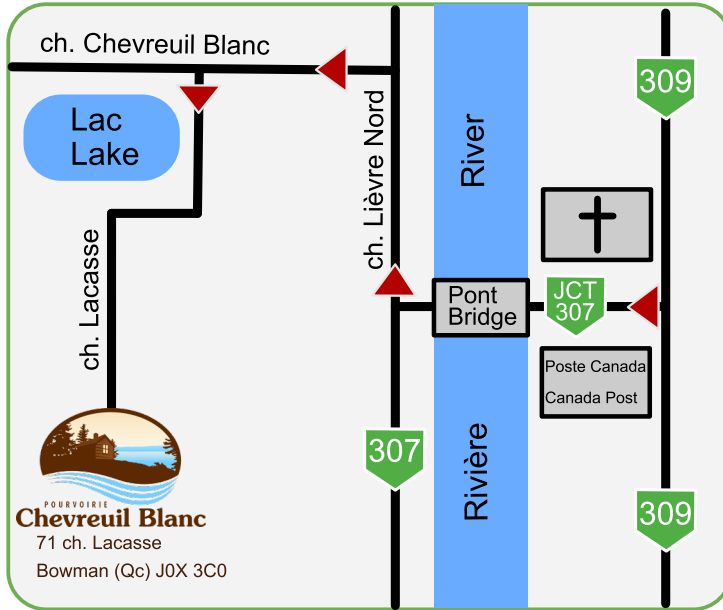 ch. Chevreuil Blanc
309
Lac
Lake
River
ch. Lièvre Nord
JCT
307
Pont
Bridge
ch. Lacasse
Poste Canada
Canada Post
307
Rivière
309
POURVOIRIE
Chevreuil Blanc
71 ch. Lacasse
Bowman (Qc) J0X 3C0